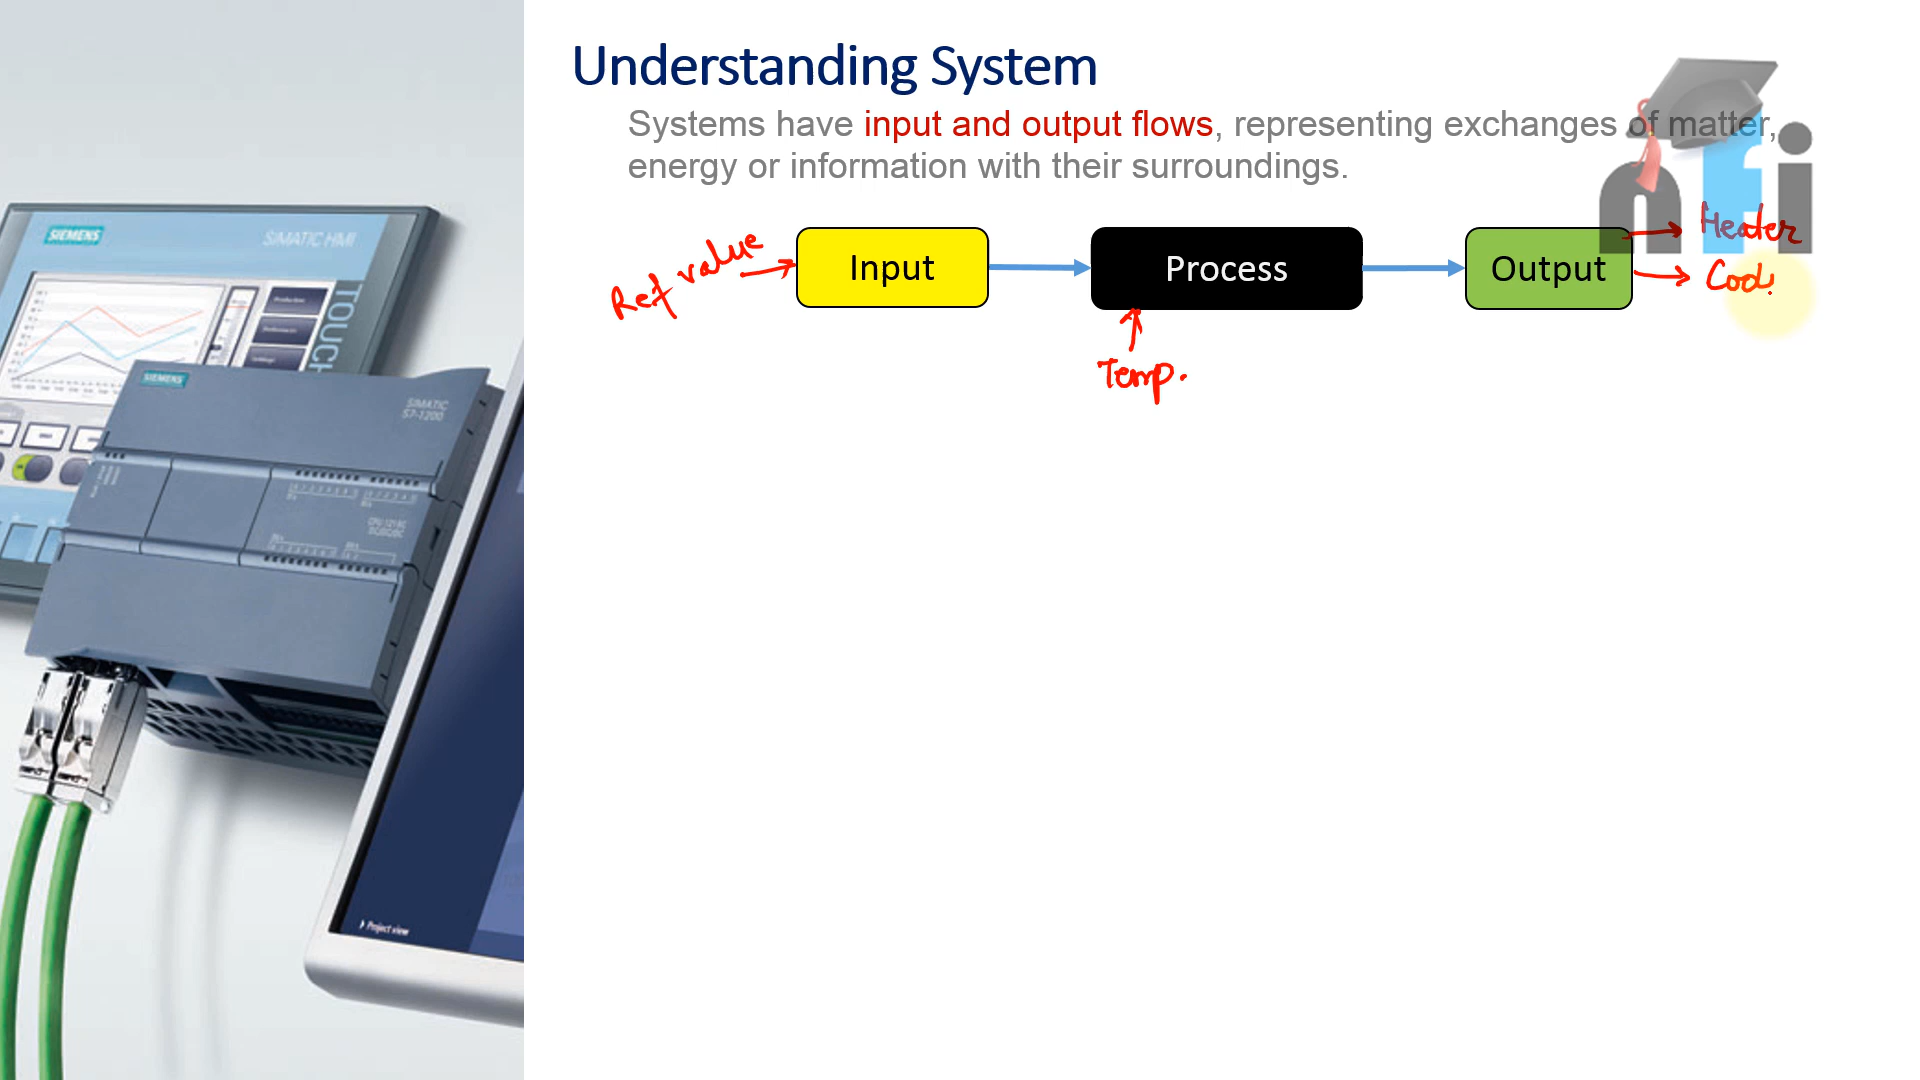 Understanding System
Systems have input and output flows, representing exchanges of matter,
energy or information with their surroundings.
nfi
Ref value
Input
Process
Output
Heater
Temp.
SIEMENS
SIMATIC HMI
TOUCH
SIEMENS
SIMATIC
S7-1200
Project view